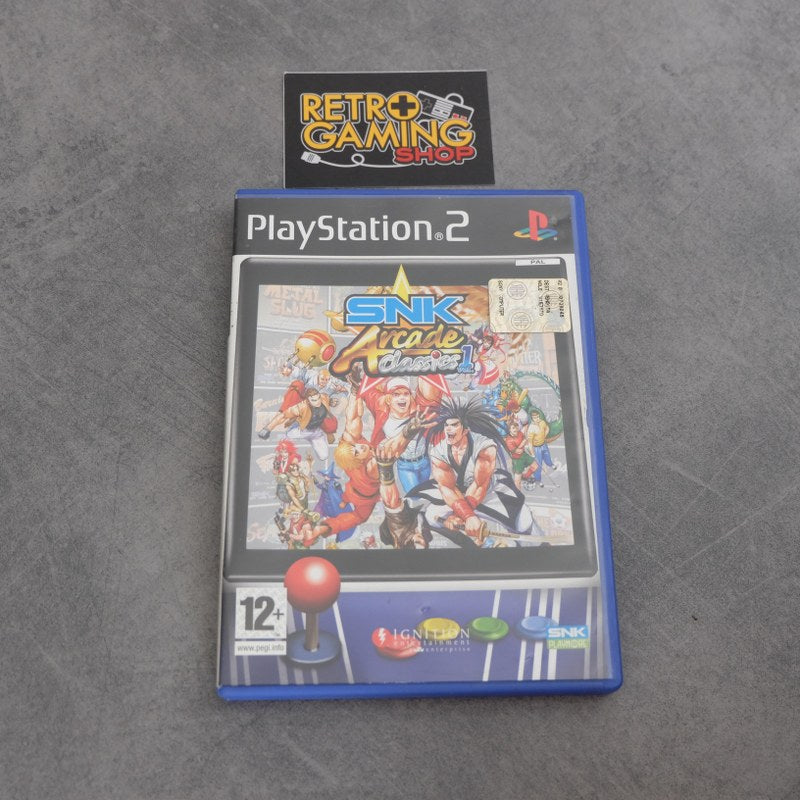 RETRO
GAMING
SHOP
PlayStation®2
PAL
METAL
SLUG
SNK
Arcade
Classics 1
12+
www.pegi.info
IGNITION
entertainment
SNK
PLAYMORE